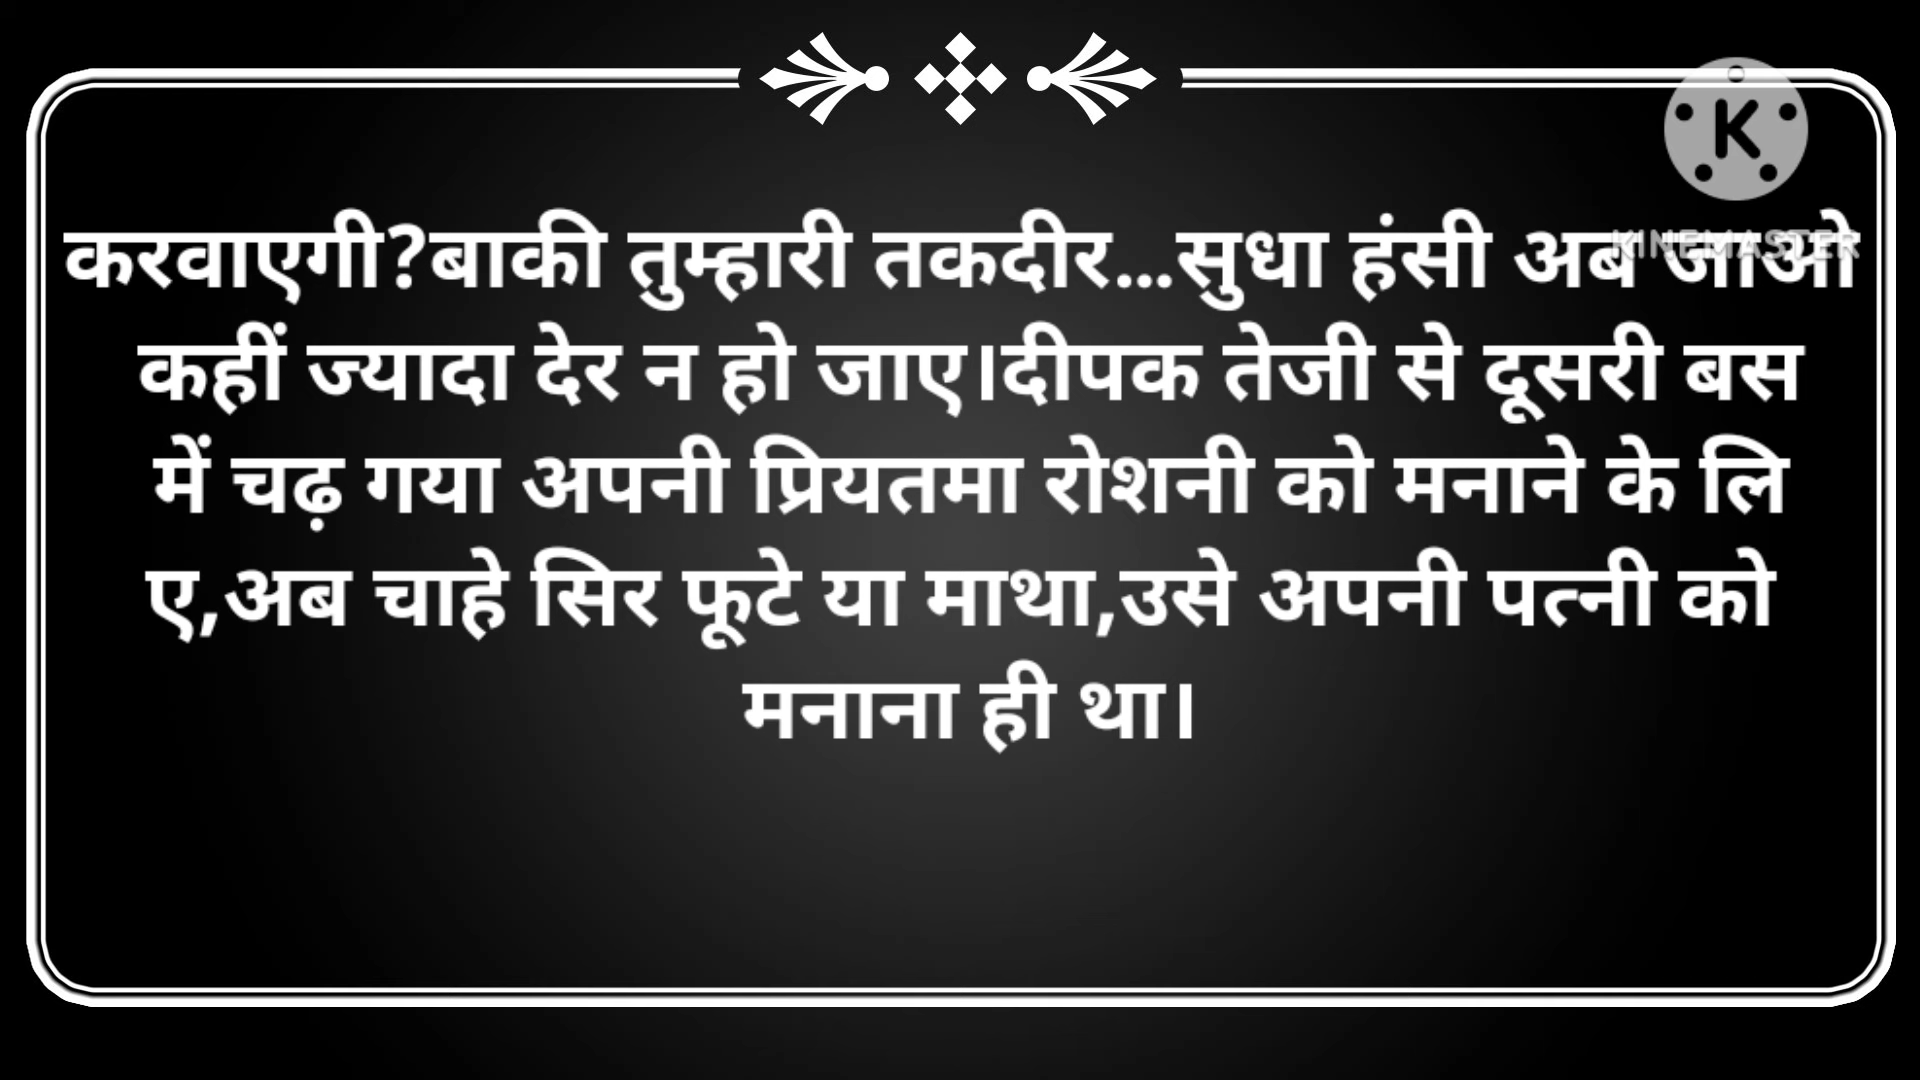 K
KINEMASTER
करवाएगी?बाकी तुम्हारी तकदीर...सुधा हंसी अब जाओ
कहीं ज्यादा देर न हो जाए।दीपक तेजी से दूसरी बस
में चढ़ गया अपनी प्रियतमा रोशनी को मनाने के लि
ए,अब चाहे सिर फूटे या माथा,उसे अपनी पत्नी को
मनाना ही था।